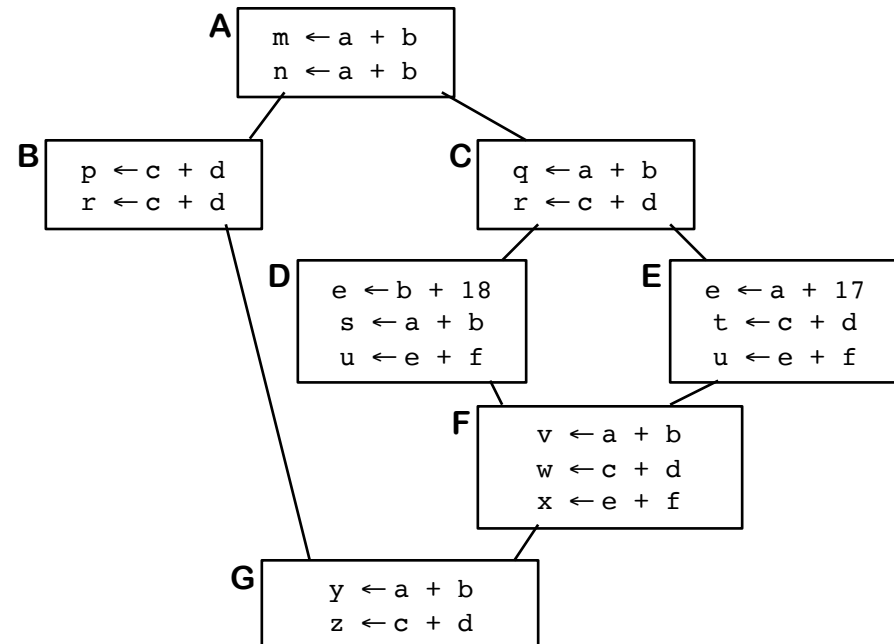 A
m ← a + b
n ← a + b
B
p ← c + d
r ← c + d
C
q ← a + b
r ← c + d
D
e ← b + 18
s ← a + b
u ← e + f
E
e ← a + 17
t ← c + d
u ← e + f
F
v ← a + b
w ← c + d
x ← e + f
G
y ← a + b
z ← c + d